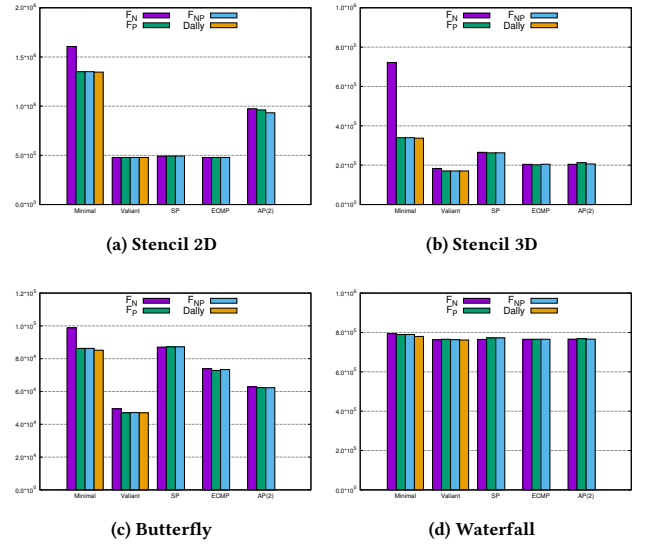 2.0*10^6
1.5*10^6
1.0*10^6
5.0*10^5
0.0*10^0
F_N
F_P
F_NP
Dally
Minimal Valiant SP ECMP AP(2)
(a) Stencil 2D
1.0*10^6
8.0*10^5
6.0*10^5
4.0*10^5
2.0*10^5
0.0*10^0
F_N
F_P
F_NP
Dally
Minimal Valiant SP ECMP AP(2)
(b) Stencil 3D
1.2*10^5
1.0*10^5
8.0*10^4
6.0*10^4
4.0*10^4
2.0*10^4
0.0*10^0
F_N
F_P
F_NP
Dally
Minimal Valiant SP ECMP AP(2)
(c) Butterfly
1.0*10^6
8.0*10^5
6.0*10^5
4.0*10^5
2.0*10^5
0.0*10^0
F_N
F_P
F_NP
Dally
Minimal Valiant SP ECMP AP(2)
(d) Waterfall